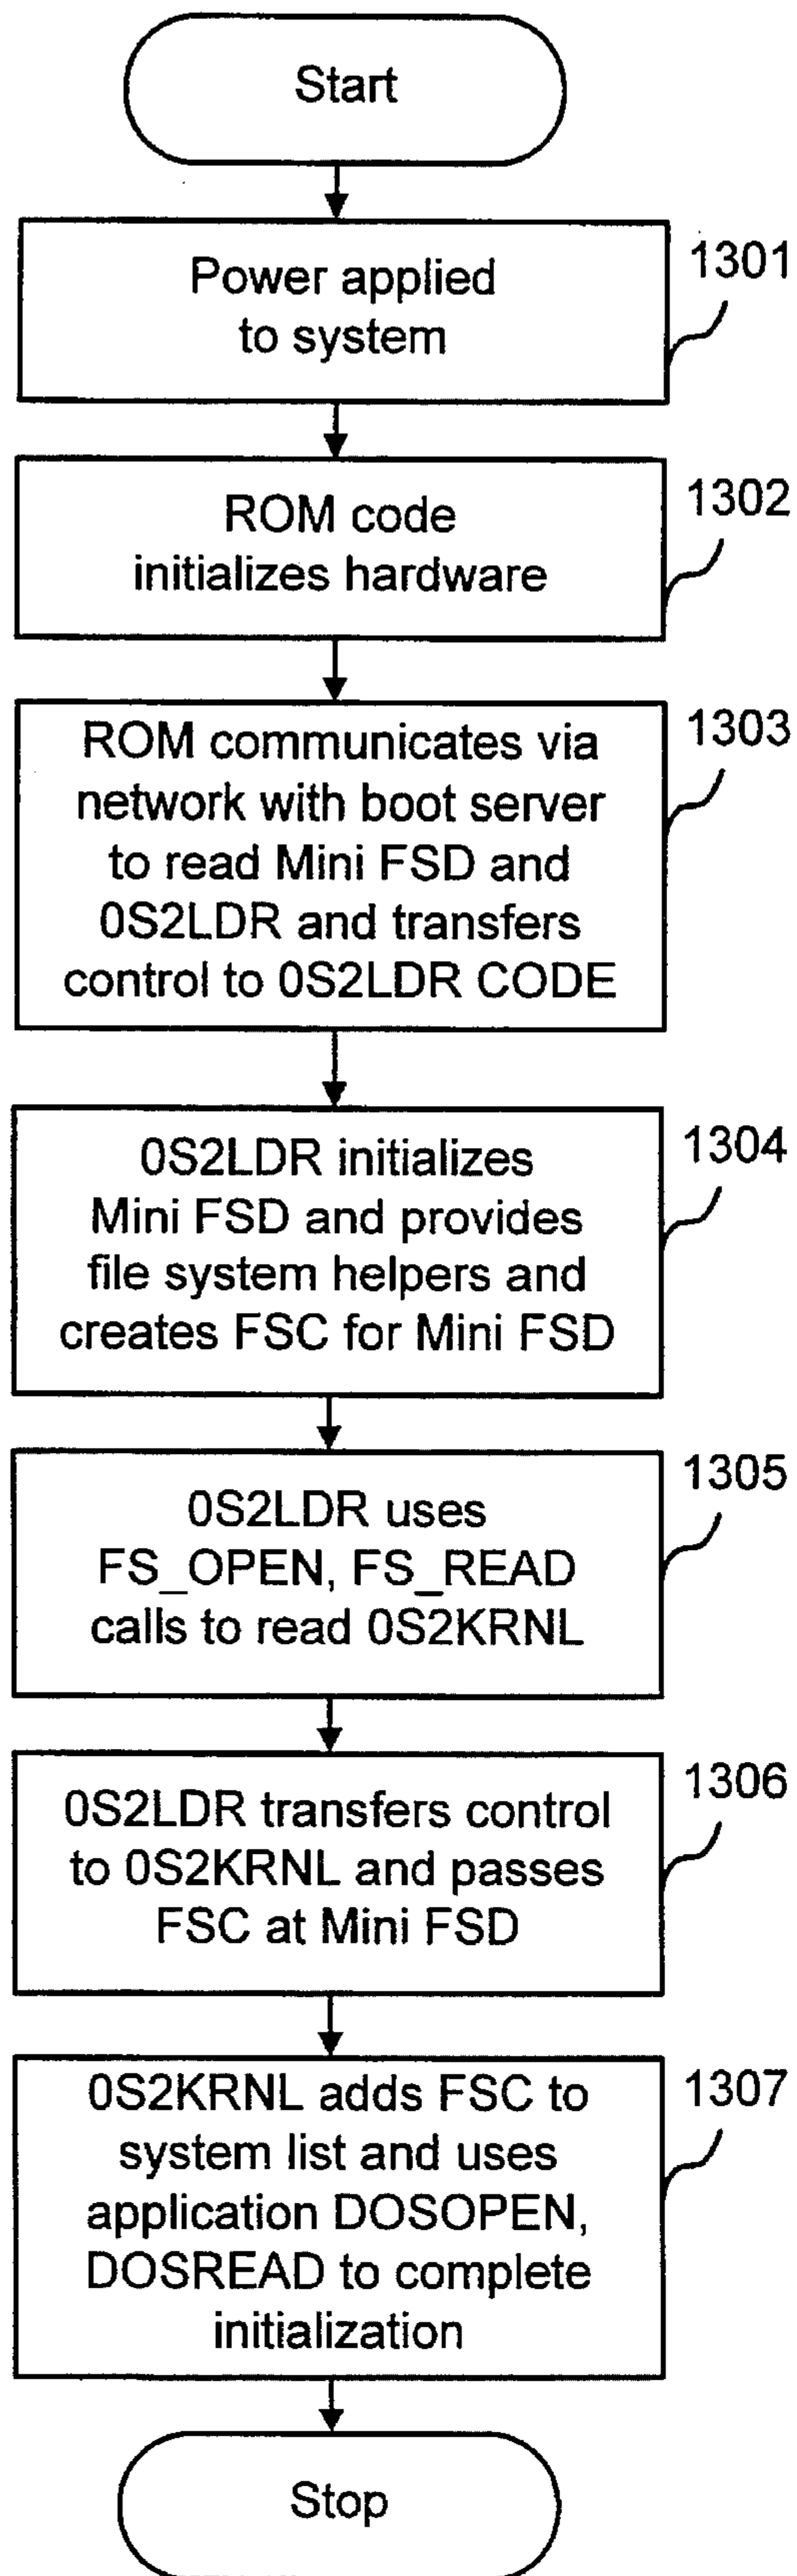 Start
Power applied
to system
1301
ROM code
initializes hardware
1302
ROM communicates via
network with boot server
to read Mini FSD and
0S2LDR and transfers
control to 0S2LDR CODE
1303
0S2LDR initializes
Mini FSD and provides
file system helpers and
creates FSC for Mini FSD
1304
0S2LDR uses
FS_OPEN, FS_READ
calls to read 0S2KRNL
1305
0S2LDR transfers control
to 0S2KRNL and passes
FSC at Mini FSD
1306
0S2KRNL adds FSC to
system list and uses
application DOSOPEN,
DOSREAD to complete
initialization
1307
Stop